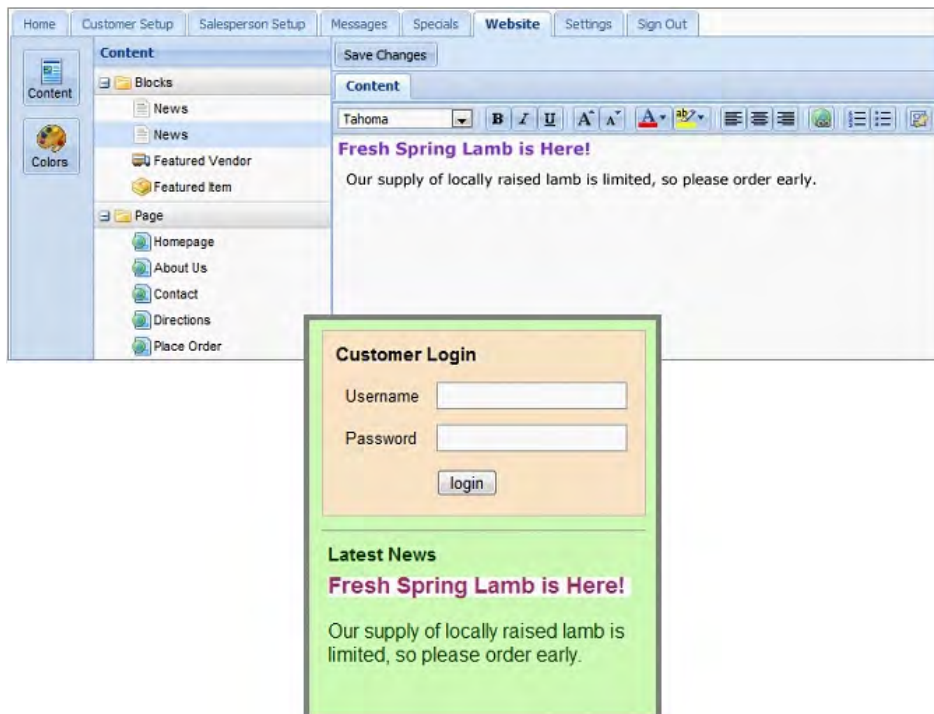 Home Customer Setup Salesperson Setup Messages Specials Website Settings Sign Out
Content
Colors
Content
Blocks
News
News
Featured Vendor
Featured Item
Page
Homepage
About Us
Contact
Directions
Place Order
Save Changes
Content
Tahoma B I U A A A ab
Fresh Spring Lamb is Here!
Our supply of locally raised lamb is limited, so please order early.
Customer Login
Username
Password
login
Latest News
Fresh Spring Lamb is Here!
Our supply of locally raised lamb is
limited, so please order early.